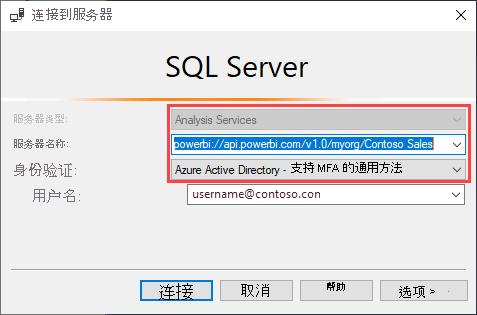 连接到服务器
SQL Server
服务器类型: Analysis Services
服务器名称: powerbi://api.powerbi.com/v1.0/myorg/Contoso Sales
身份验证: Azure Active Directory - 支持 MFA 的通用方法
用户名: username@contoso.con
连接 取消 帮助 选项 >